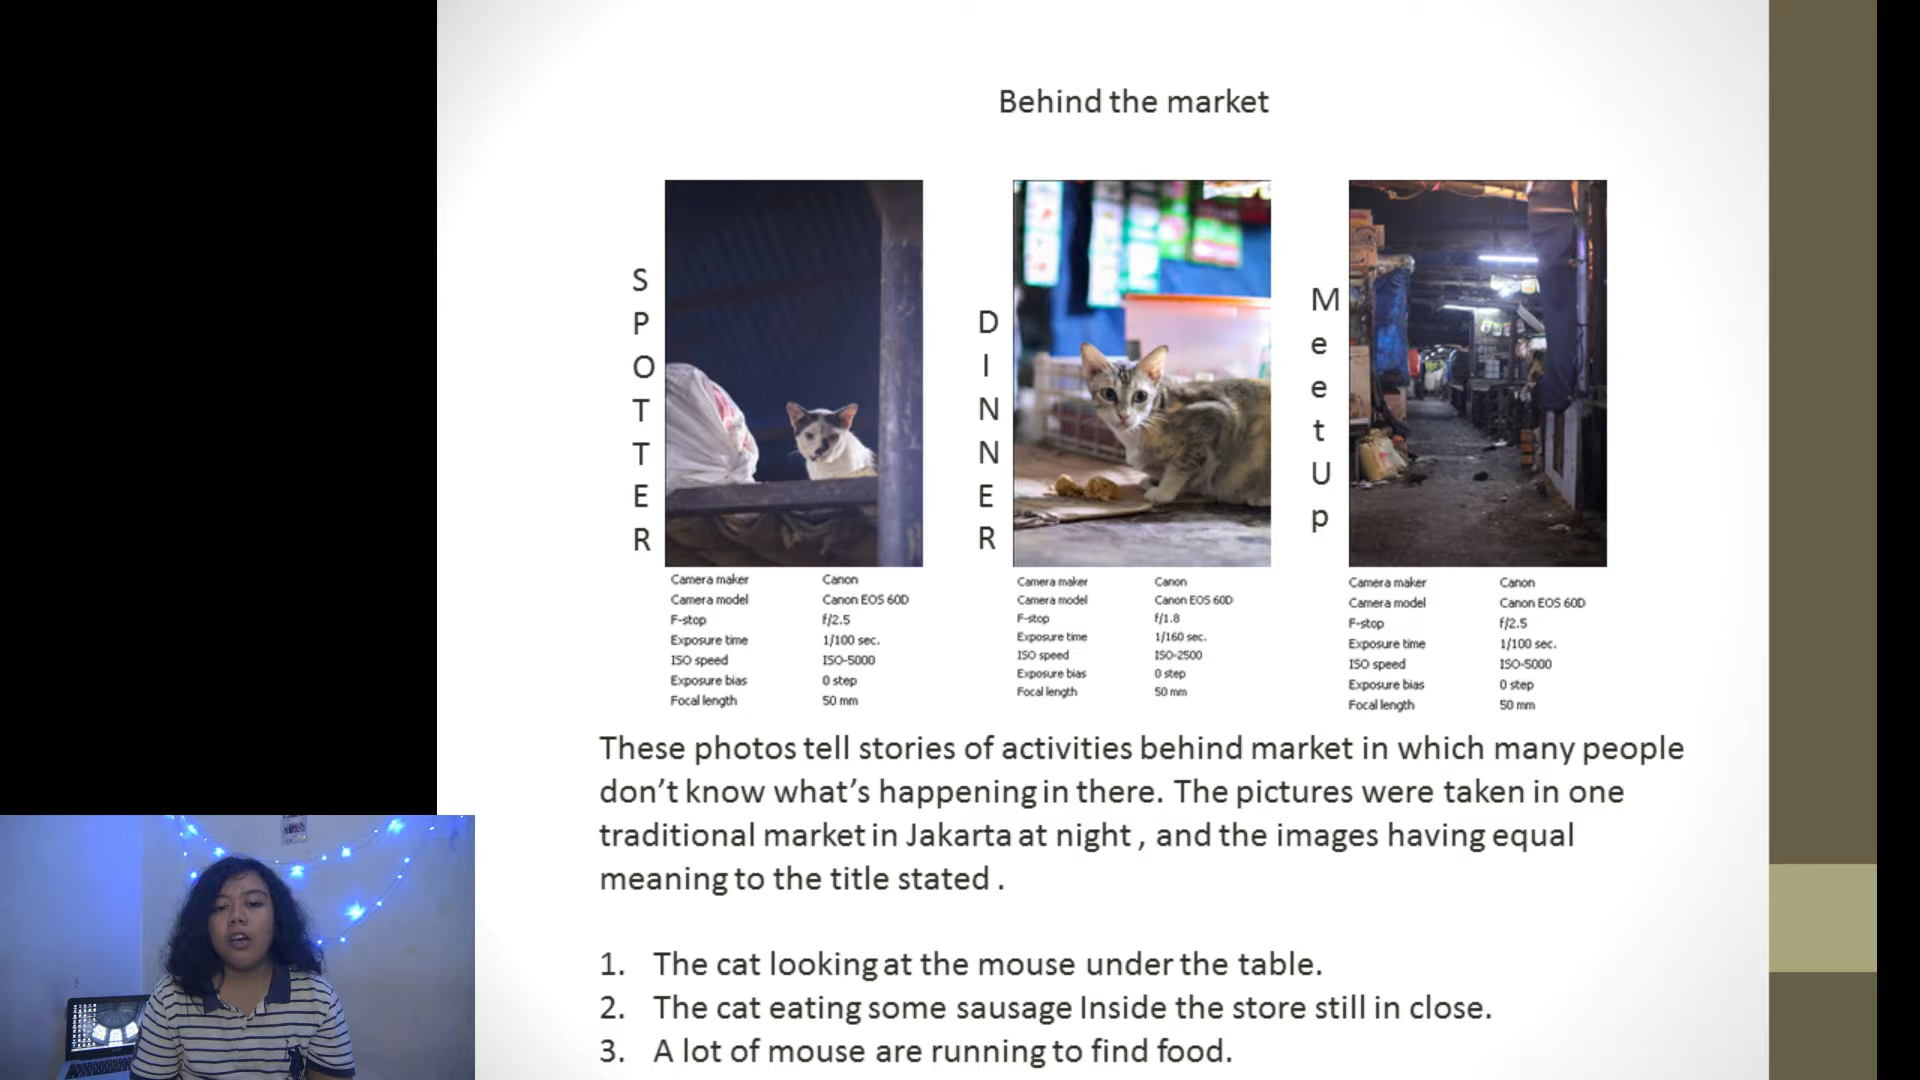 Behind the market
SPOTTER
DINNER
MeetUp
Camera maker Canon
Camera model Canon EOS 60D
F-stop f/2.5
Exposure time 1/100 sec.
ISO speed ISO-5000
Exposure bias 0 step
Focal length 50 mm
Camera maker Canon
Camera model Canon EOS 60D
F-stop f/1.8
Exposure time 1/160 sec.
ISO speed ISO-2500
Exposure bias 0 step
Focal length 50 mm
Camera maker Canon
Camera model Canon EOS 60D
F-stop f/2.5
Exposure time 1/100 sec.
ISO speed ISO-5000
Exposure bias 0 step
Focal length 50 mm
These photos tell stories of activities behind market in which many people
don’t know what’s happening in there. The pictures were taken in one
traditional market in Jakarta at night , and the images having equal
meaning to the title stated .
1. The cat looking at the mouse under the table.
2. The cat eating some sausage Inside the store still in close.
3. A lot of mouse are running to find food.